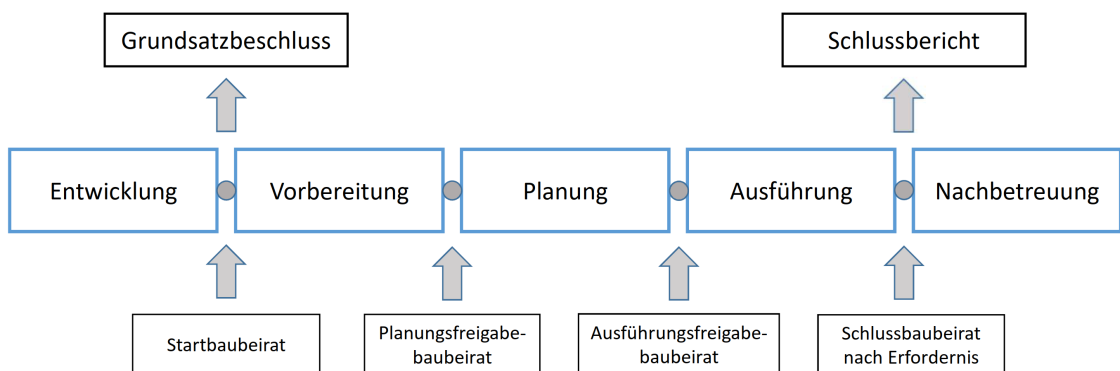 Grundsatzbeschluss
Schlussbericht
Entwicklung
Vorbereitung
Planung
Ausführung
Nachbetreuung
Startbaubeirat
Planungsfreigabe-
baubeirat
Ausführungsfreigabe-
baubeirat
Schlussbaubeirat
nach Erfordernis